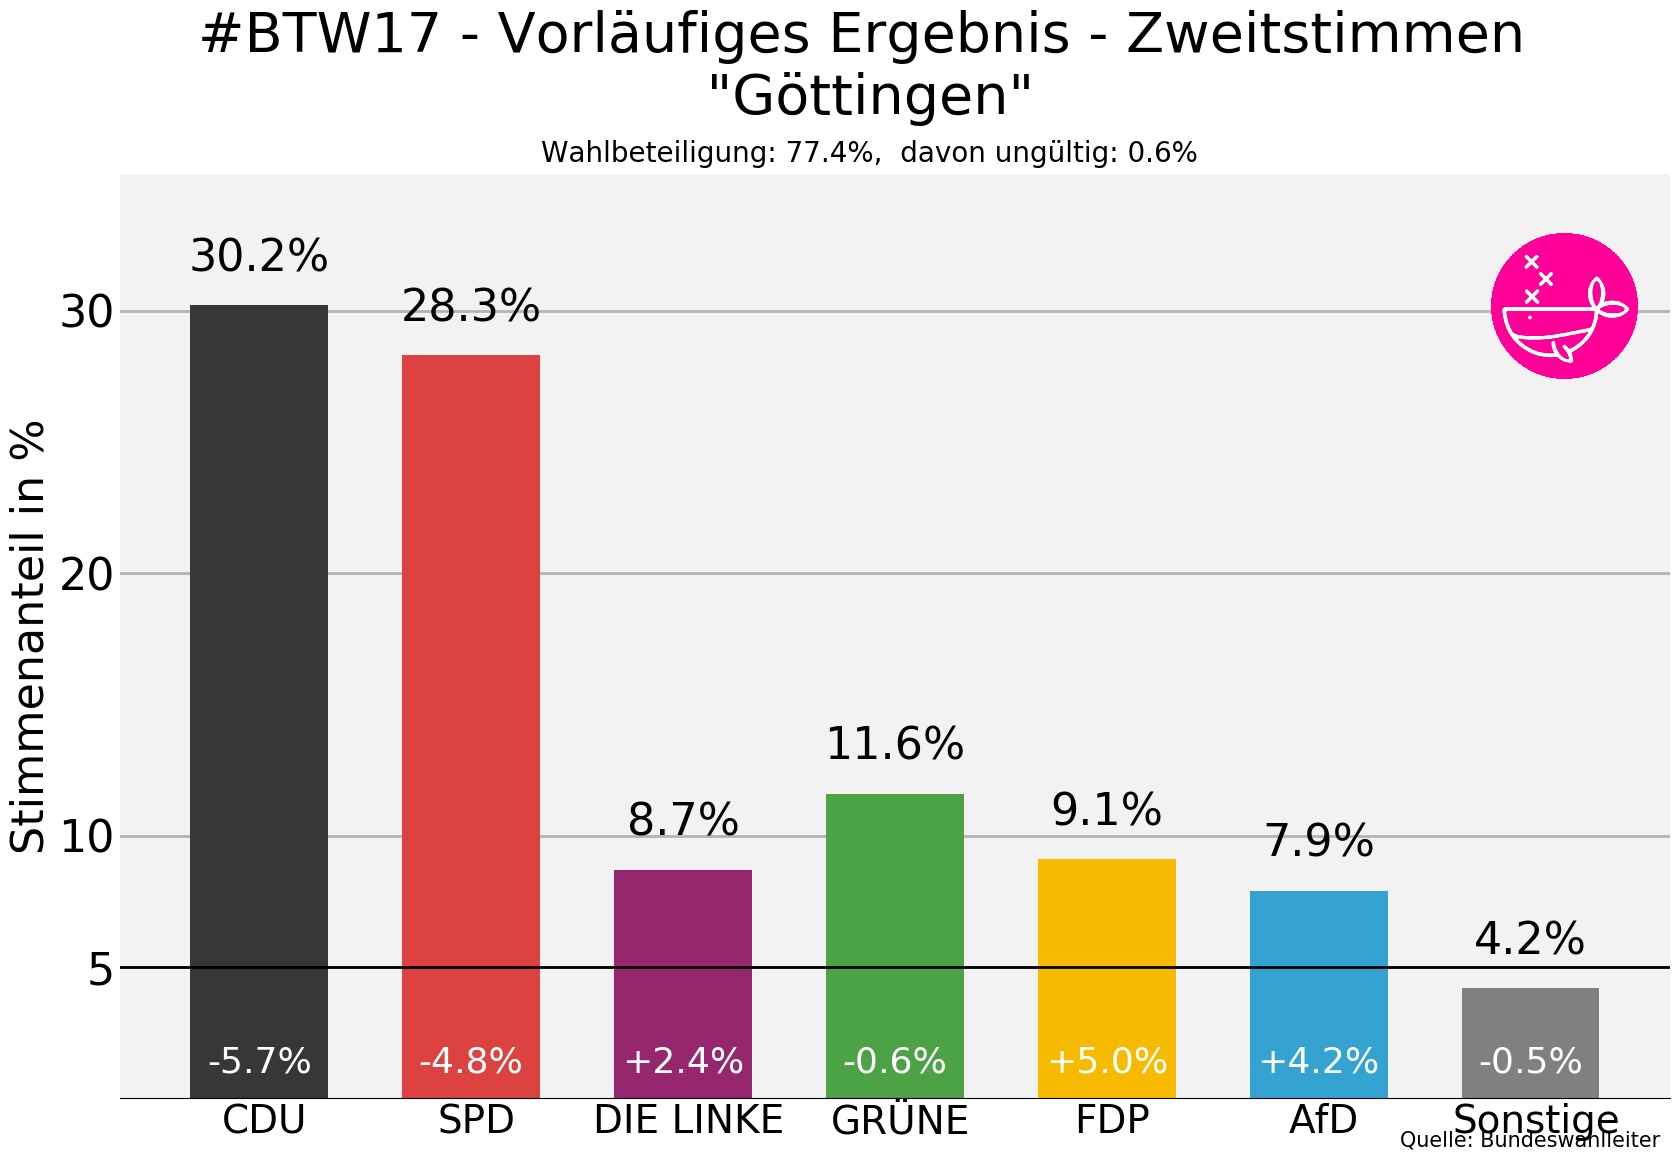 #BTW17 - Vorläufiges Ergebnis - Zweitstimmen
"Göttingen"
Wahlbeteiligung: 77.4%,  davon ungültig: 0.6%
Stimmenanteil in %
30
20
10
5
30.2%
28.3%
8.7%
11.6%
9.1%
7.9%
4.2%
-5.7%
-4.8%
+2.4%
-0.6%
+5.0%
+4.2%
-0.5%
CDU
SPD
DIE LINKE
GRÜNE
FDP
AfD
Sonstige
Quelle: Bundeswahlleiter